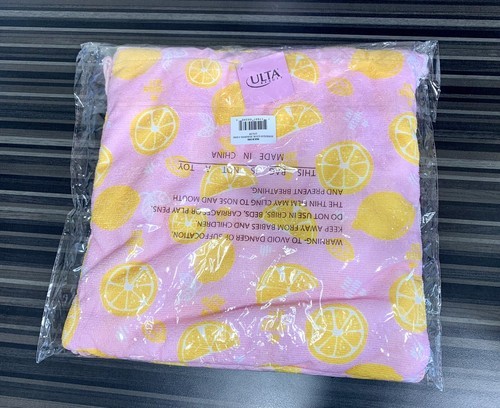 ULTA
BEAUTY
WARNING: TO AVOID DANGER OF SUFFOCATION,
KEEP AWAY FROM BABIES AND CHILDREN.
DO NOT USE IN CRIBS, BEDS, CARRIAGES OR PLAY PENS.
THE THIN FILM MAY CLING TO NOSE AND MOUTH
AND PREVENT BREATHING.
THIS BAG IS NOT A TOY
MADE IN CHINA